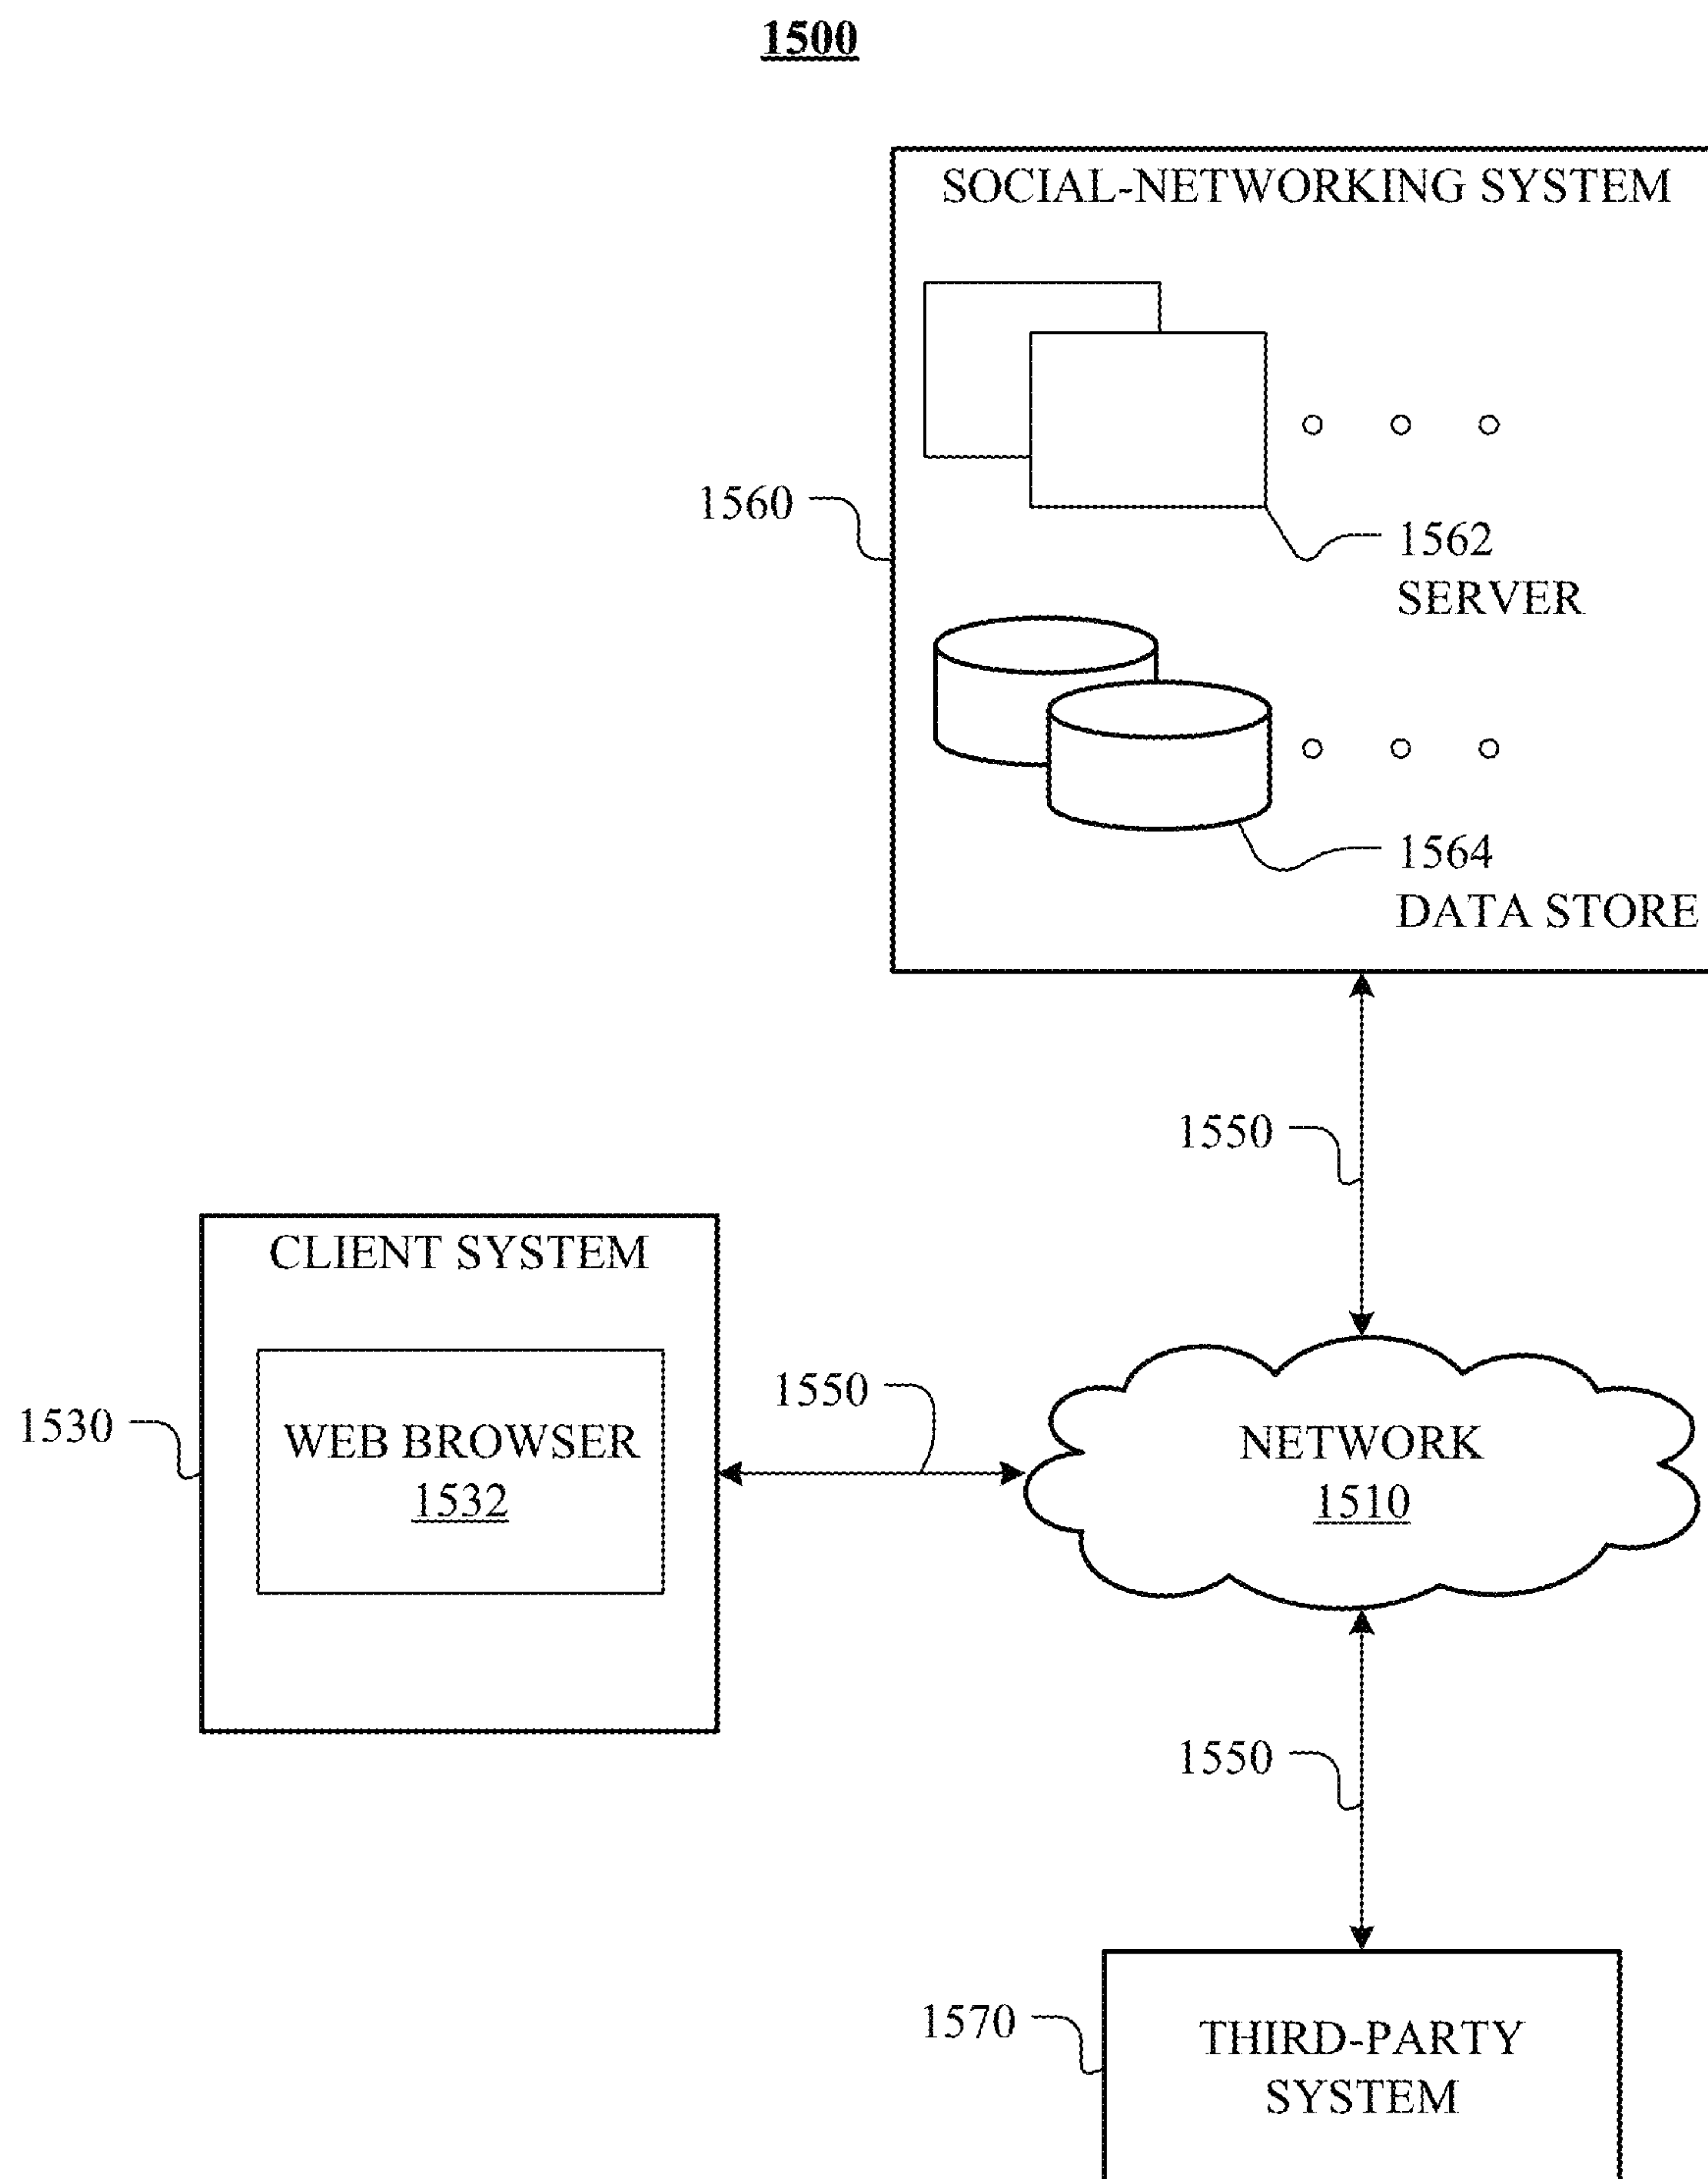 1500
SOCIAL-NETWORKING SYSTEM
1560
1562
SERVER
1564
DATA STORE
1550
CLIENT SYSTEM
1530
WEB BROWSER
1532
1550
NETWORK
1510
1550
1570
THIRD-PARTY
SYSTEM